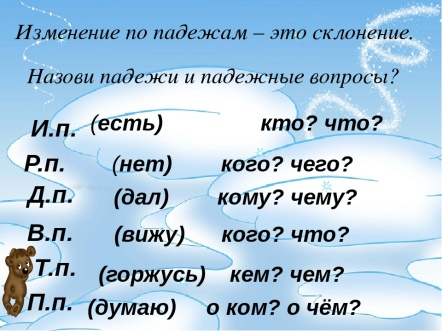 Изменение по падежам – это склонение.
Назови падежи и падежные вопросы?
И.п. (есть) кто? что?
Р.п. (нет) кого? чего?
Д.п. (дал) кому? чему?
В.п. (вижу) кого? что?
Т.п. (горжусь) кем? чем?
П.п. (думаю) о ком? о чём?